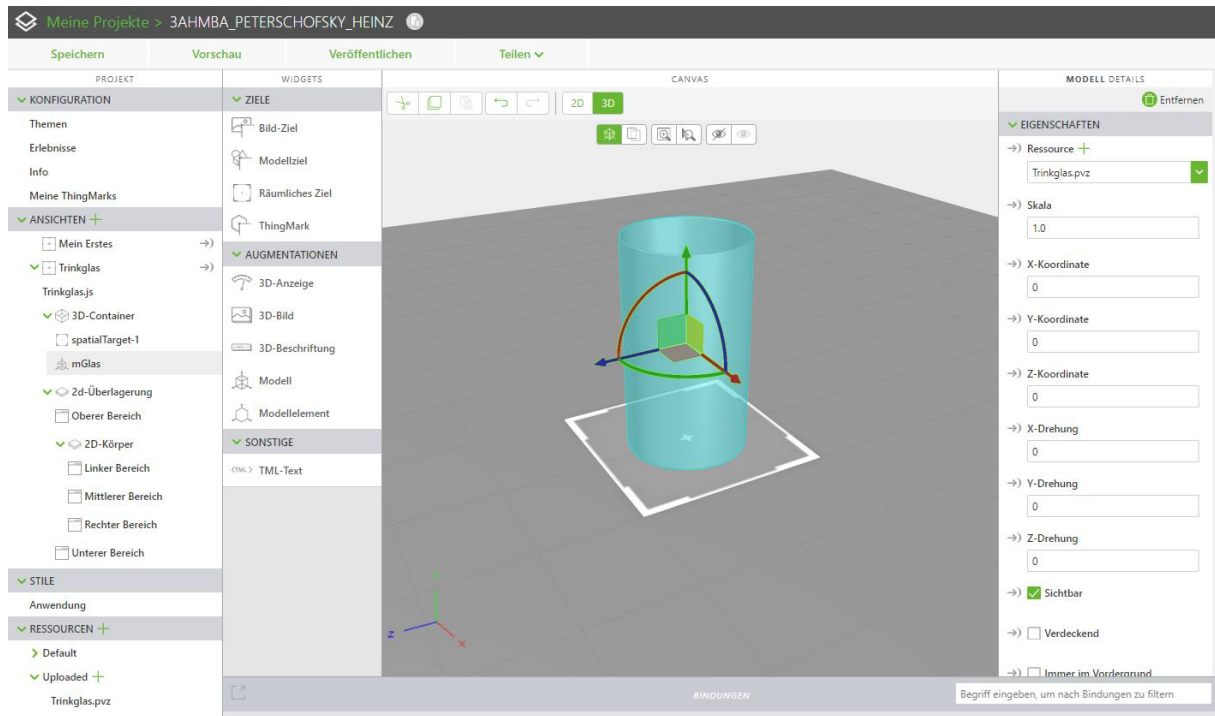 Meine Projekte > 3AHMBA_PETERSCHOFSKY_HEINZ
Speichern Vorschau Veröffentlichen Teilen
PROJEKT
KONFIGURATION
Themen
Erlebnisse
Info
Meine ThingMarks
ANSICHTEN
Mein Erstes
Trinkglas
Trinkglas.js
3D-Container
spatialTarget-1
mGlas
2d-Überlagerung
Oberer Bereich
2D-Körper
Linker Bereich
Mittlerer Bereich
Rechter Bereich
Unterer Bereich
STILE
Anwendung
RESSOURCEN
Default
Uploaded
Trinkglas.pvz
WIDGETS
ZIELE
Bild-Ziel
Modellziel
Räumliches Ziel
ThingMark
AUGMENTATIONEN
3D-Anzeige
3D-Bild
3D-Beschriftung
Modell
Modellelement
SONSTIGE
<TML> TML-Text
CANVAS
2D 3D
Y
Z
X
BINDUNGEN
Begriff eingeben, um nach Bindungen zu filtern
MODELL DETAILS
Entfernen
EIGENSCHAFTEN
Ressource
Trinkglas.pvz
Skala
1.0
X-Koordinate
0
Y-Koordinate
0
Z-Koordinate
0
X-Drehung
0
Y-Drehung
0
Z-Drehung
0
Sichtbar
Verdeckend
Immer im Vordergrund